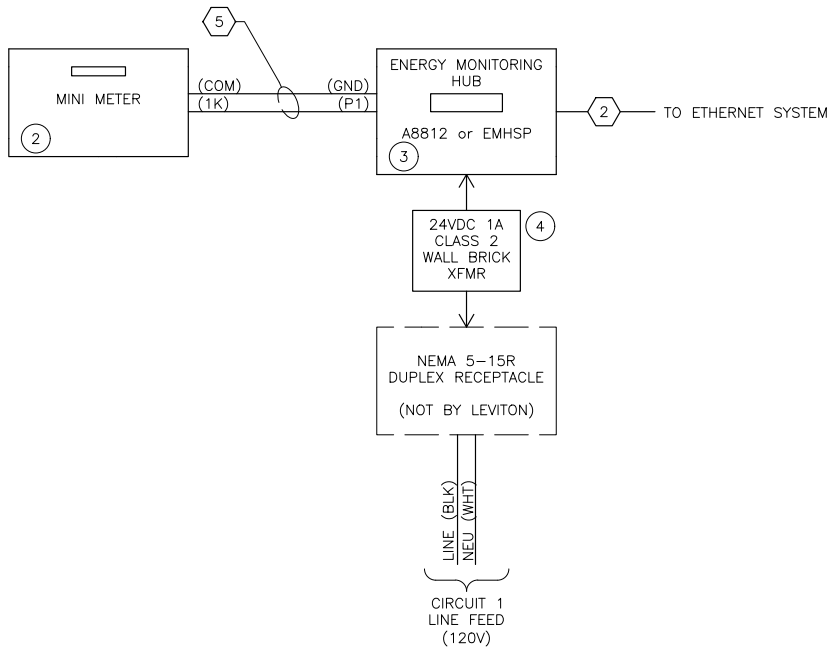 5
MINI METER
2
(COM)
(1K)
(GND)
(P1)
ENERGY MONITORING
HUB
A8812 or EMHSP
3
2
TO ETHERNET SYSTEM
24VDC 1A
CLASS 2
WALL BRICK
XFMR
4
NEMA 5-15R
DUPLEX RECEPTACLE
(NOT BY LEVITON)
LINE (BLK)
NEU (WHT)
CIRCUIT 1
LINE FEED
(120V)